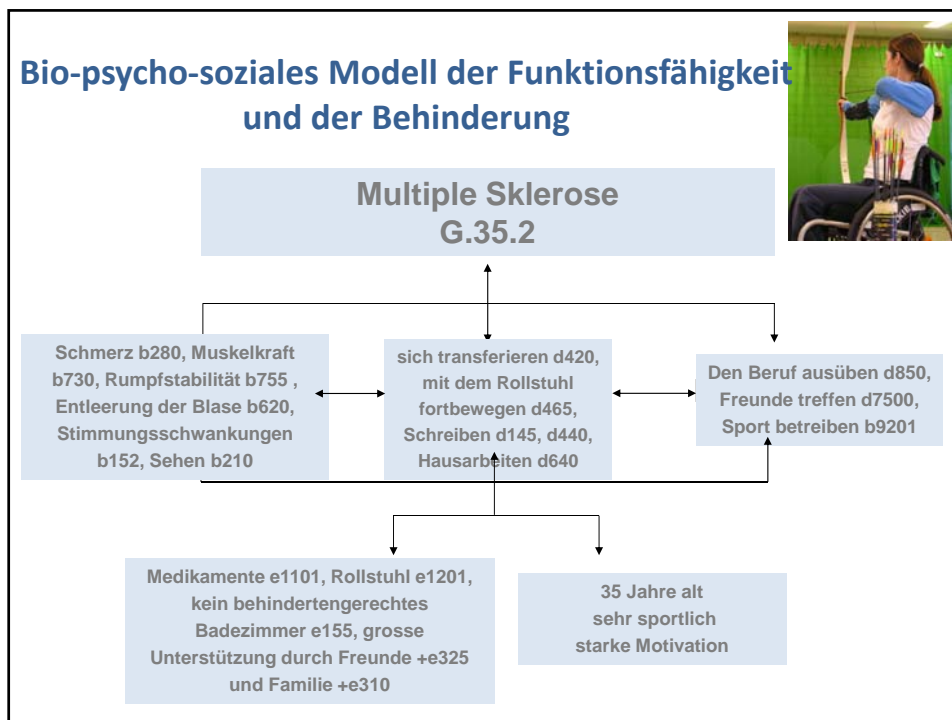 Bio-psycho-soziales Modell der Funktionsfähigkeit
und der Behinderung
Multiple Sklerose
G.35.2
Schmerz b280, Muskelkraft
b730, Rumpfstabilität b755 ,
Entleerung der Blase b620,
Stimmungsschwankungen
b152, Sehen b210
sich transferieren d420,
mit dem Rollstuhl
fortbewegen d465,
Schreiben d145, d440,
Hausarbeiten d640
Den Beruf ausüben d850,
Freunde treffen d7500,
Sport betreiben b9201
Medikamente e1101, Rollstuhl e1201,
kein behindertengerechtes
Badezimmer e155, grosse
Unterstützung durch Freunde +e325
und Familie +e310
35 Jahre alt
sehr sportlich
starke Motivation